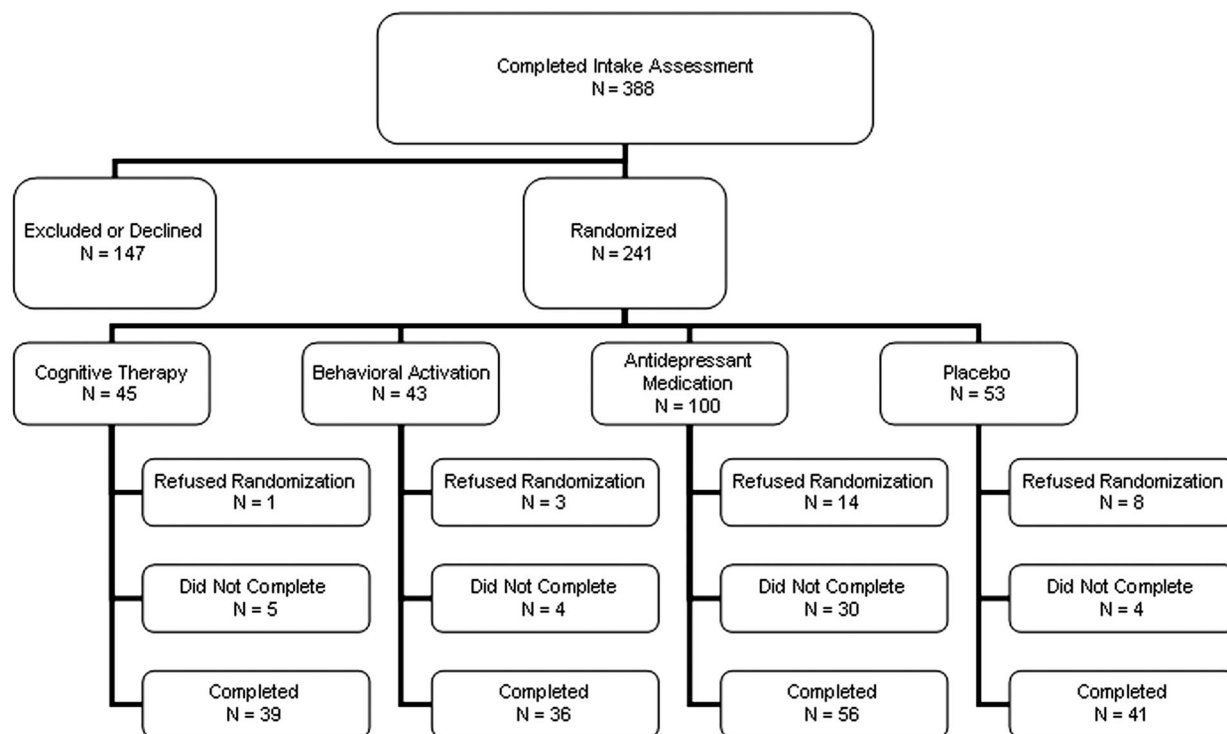 Completed Intake Assessment
N = 388
Excluded or Declined
N = 147
Randomized
N = 241
Cognitive Therapy
N = 45
Behavioral Activation
N = 43
Antidepressant
Medication
N = 100
Placebo
N = 53
Refused Randomization
N = 1
Refused Randomization
N = 3
Refused Randomization
N = 14
Refused Randomization
N = 8
Did Not Complete
N = 5
Did Not Complete
N = 4
Did Not Complete
N = 30
Did Not Complete
N = 4
Completed
N = 39
Completed
N = 36
Completed
N = 56
Completed
N = 41